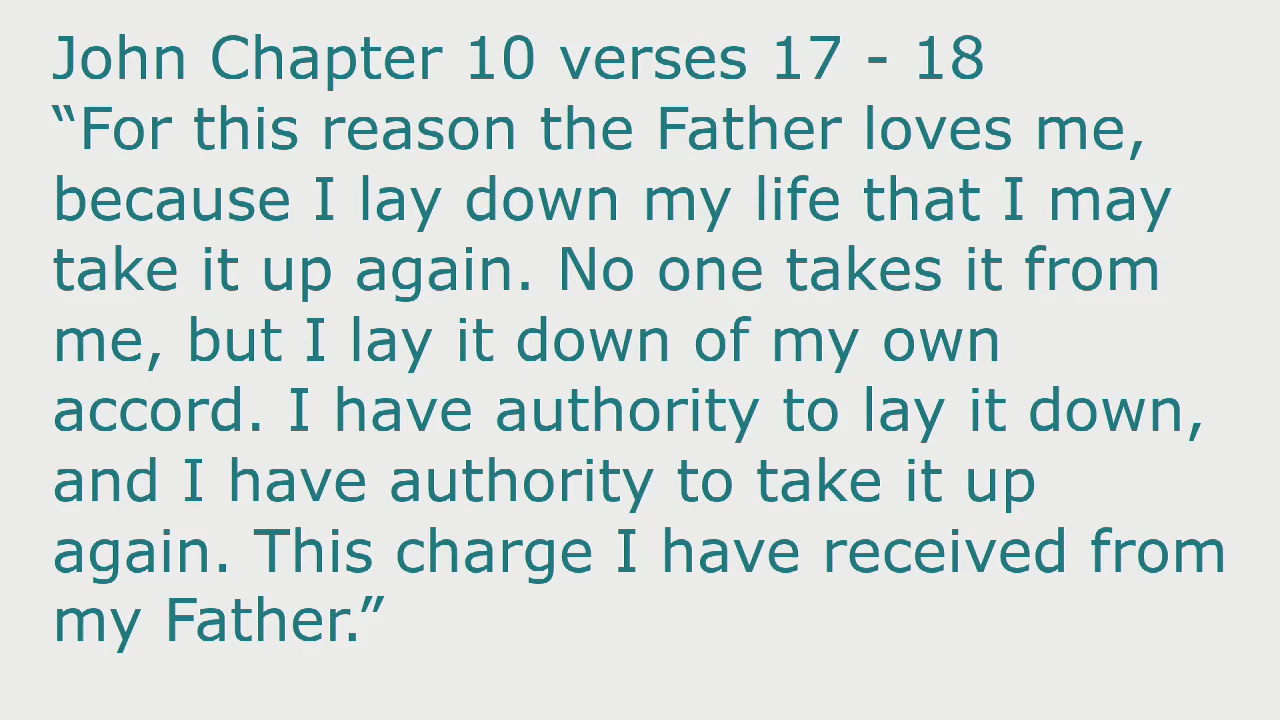 John Chapter 10 verses 17 - 18
“For this reason the Father loves me,
because I lay down my life that I may
take it up again. No one takes it from
me, but I lay it down of my own
accord. I have authority to lay it down,
and I have authority to take it up
again. This charge I have received from
my Father.”